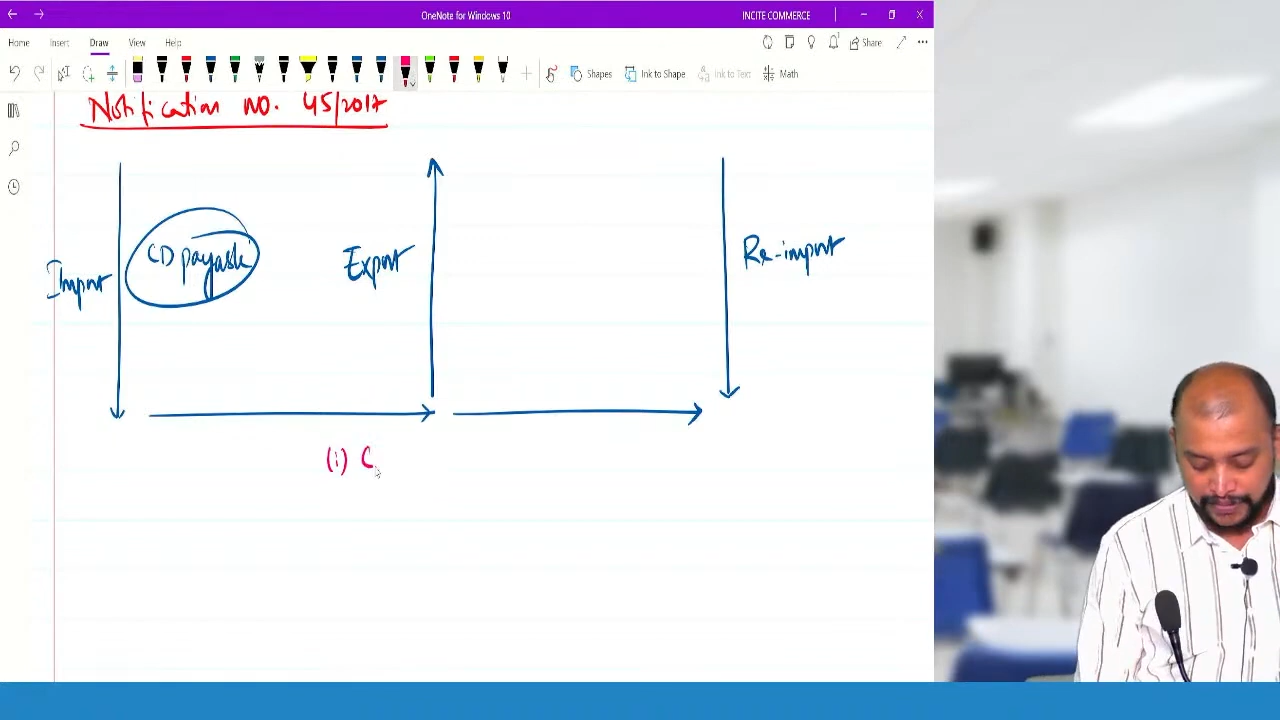 OneNote for Windows 10
INCITE COMMERCE
Home Insert Draw View Help
Share
Shapes Ink to Shape Ink to Text Math
Notification no. 45/2017
Import
CD payable
Export
Re-import
(i) C